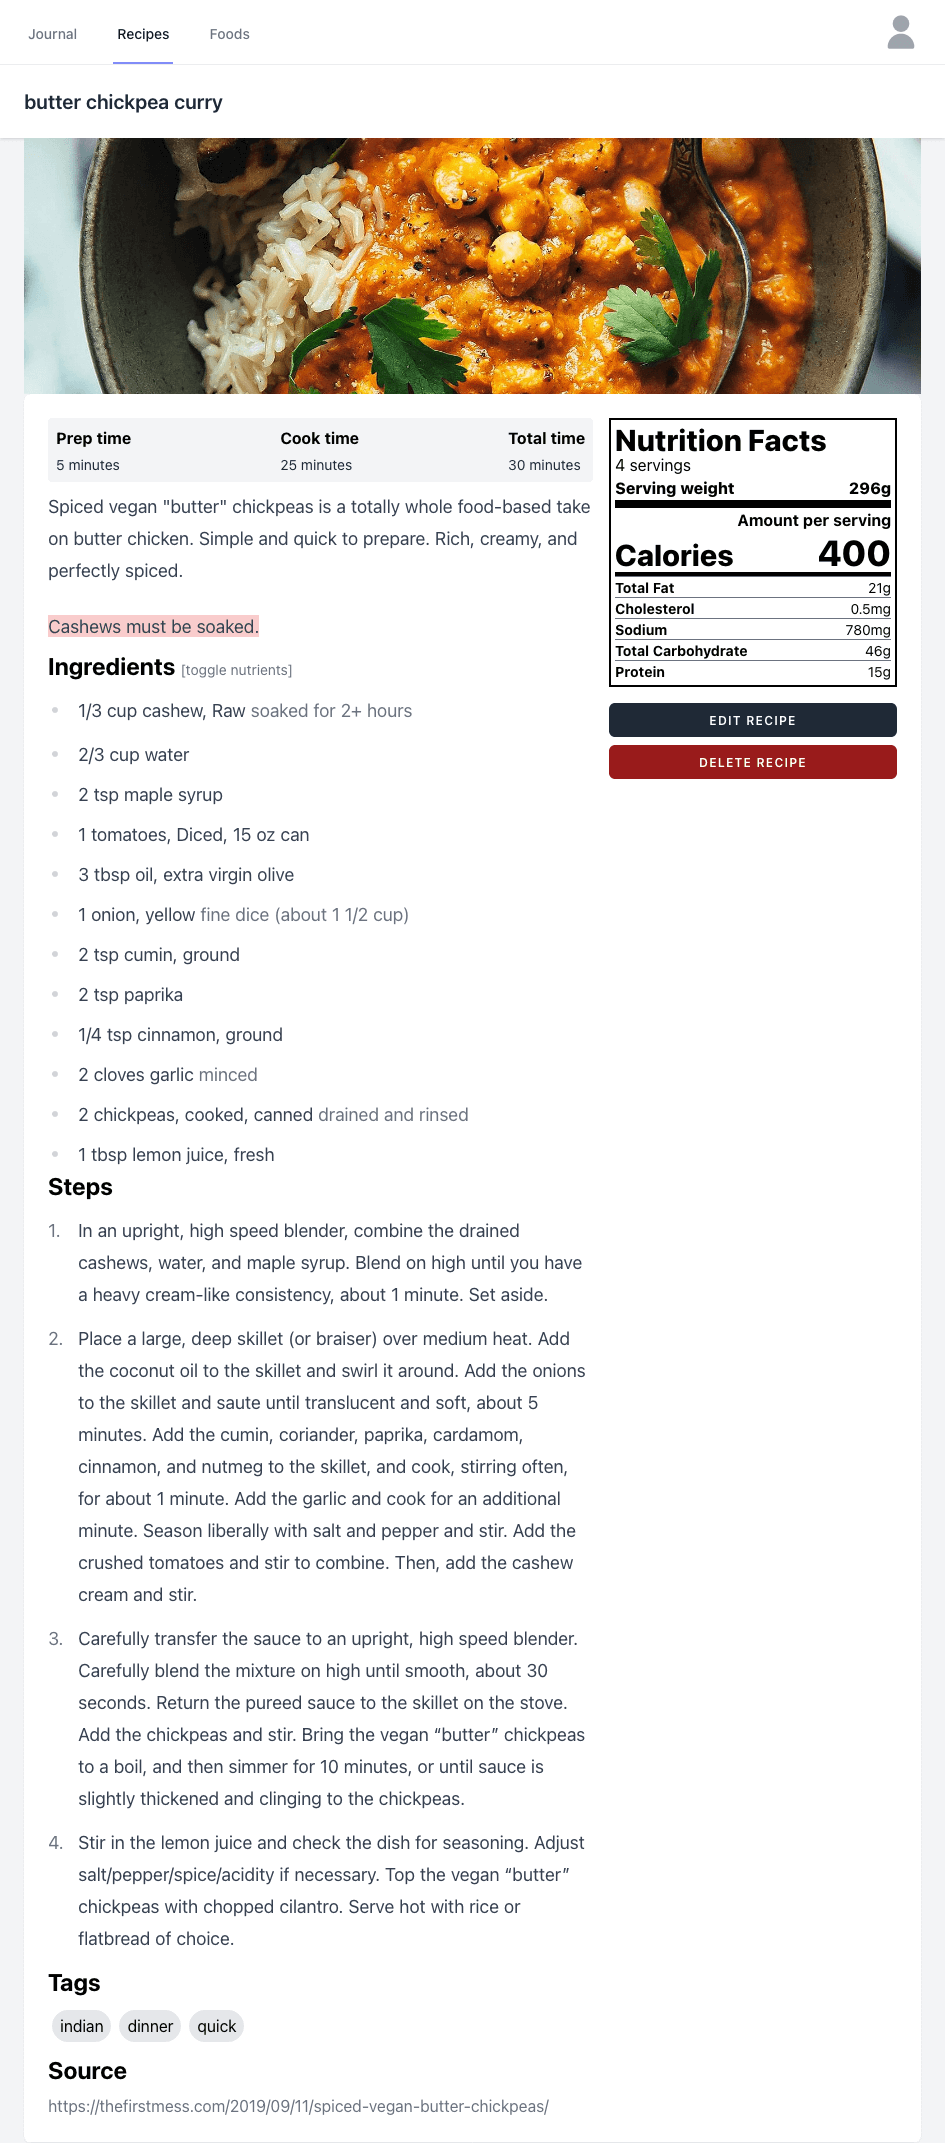 Journal Recipes Foods
butter chickpea curry
Prep time Cook time Total time
5 minutes 25 minutes 30 minutes
Spiced vegan "butter" chickpeas is a totally whole food-based take
on butter chicken. Simple and quick to prepare. Rich, creamy, and
perfectly spiced.
Cashews must be soaked.
Ingredients [toggle nutrients]
1/3 cup cashew, Raw soaked for 2+ hours
2/3 cup water
2 tsp maple syrup
1 tomatoes, Diced, 15 oz can
3 tbsp oil, extra virgin olive
1 onion, yellow fine dice (about 1 1/2 cup)
2 tsp cumin, ground
2 tsp paprika
1/4 tsp cinnamon, ground
2 cloves garlic minced
2 chickpeas, cooked, canned drained and rinsed
1 tbsp lemon juice, fresh
Steps
1. In an upright, high speed blender, combine the drained
cashews, water, and maple syrup. Blend on high until you have
a heavy cream-like consistency, about 1 minute. Set aside.
2. Place a large, deep skillet (or braiser) over medium heat. Add
the coconut oil to the skillet and swirl it around. Add the onions
to the skillet and saute until translucent and soft, about 5
minutes. Add the cumin, coriander, paprika, cardamom,
cinnamon, and nutmeg to the skillet, and cook, stirring often,
for about 1 minute. Add the garlic and cook for an additional
minute. Season liberally with salt and pepper and stir. Add the
crushed tomatoes and stir to combine. Then, add the cashew
cream and stir.
3. Carefully transfer the sauce to an upright, high speed blender.
Carefully blend the mixture on high until smooth, about 30
seconds. Return the pureed sauce to the skillet on the stove.
Add the chickpeas and stir. Bring the vegan “butter” chickpeas
to a boil, and then simmer for 10 minutes, or until sauce is
slightly thickened and clinging to the chickpeas.
4. Stir in the lemon juice and check the dish for seasoning. Adjust
salt/pepper/spice/acidity if necessary. Top the vegan “butter”
chickpeas with chopped cilantro. Serve hot with rice or
flatbread of choice.
Tags
indian dinner quick
Source
https://thefirstmess.com/2019/09/11/spiced-vegan-butter-chickpeas/
Nutrition Facts
4 servings
Serving weight 296g
Amount per serving
Calories 400
Total Fat 21g
Cholesterol 0.5mg
Sodium 780mg
Total Carbohydrate 46g
Protein 15g
EDIT RECIPE
DELETE RECIPE